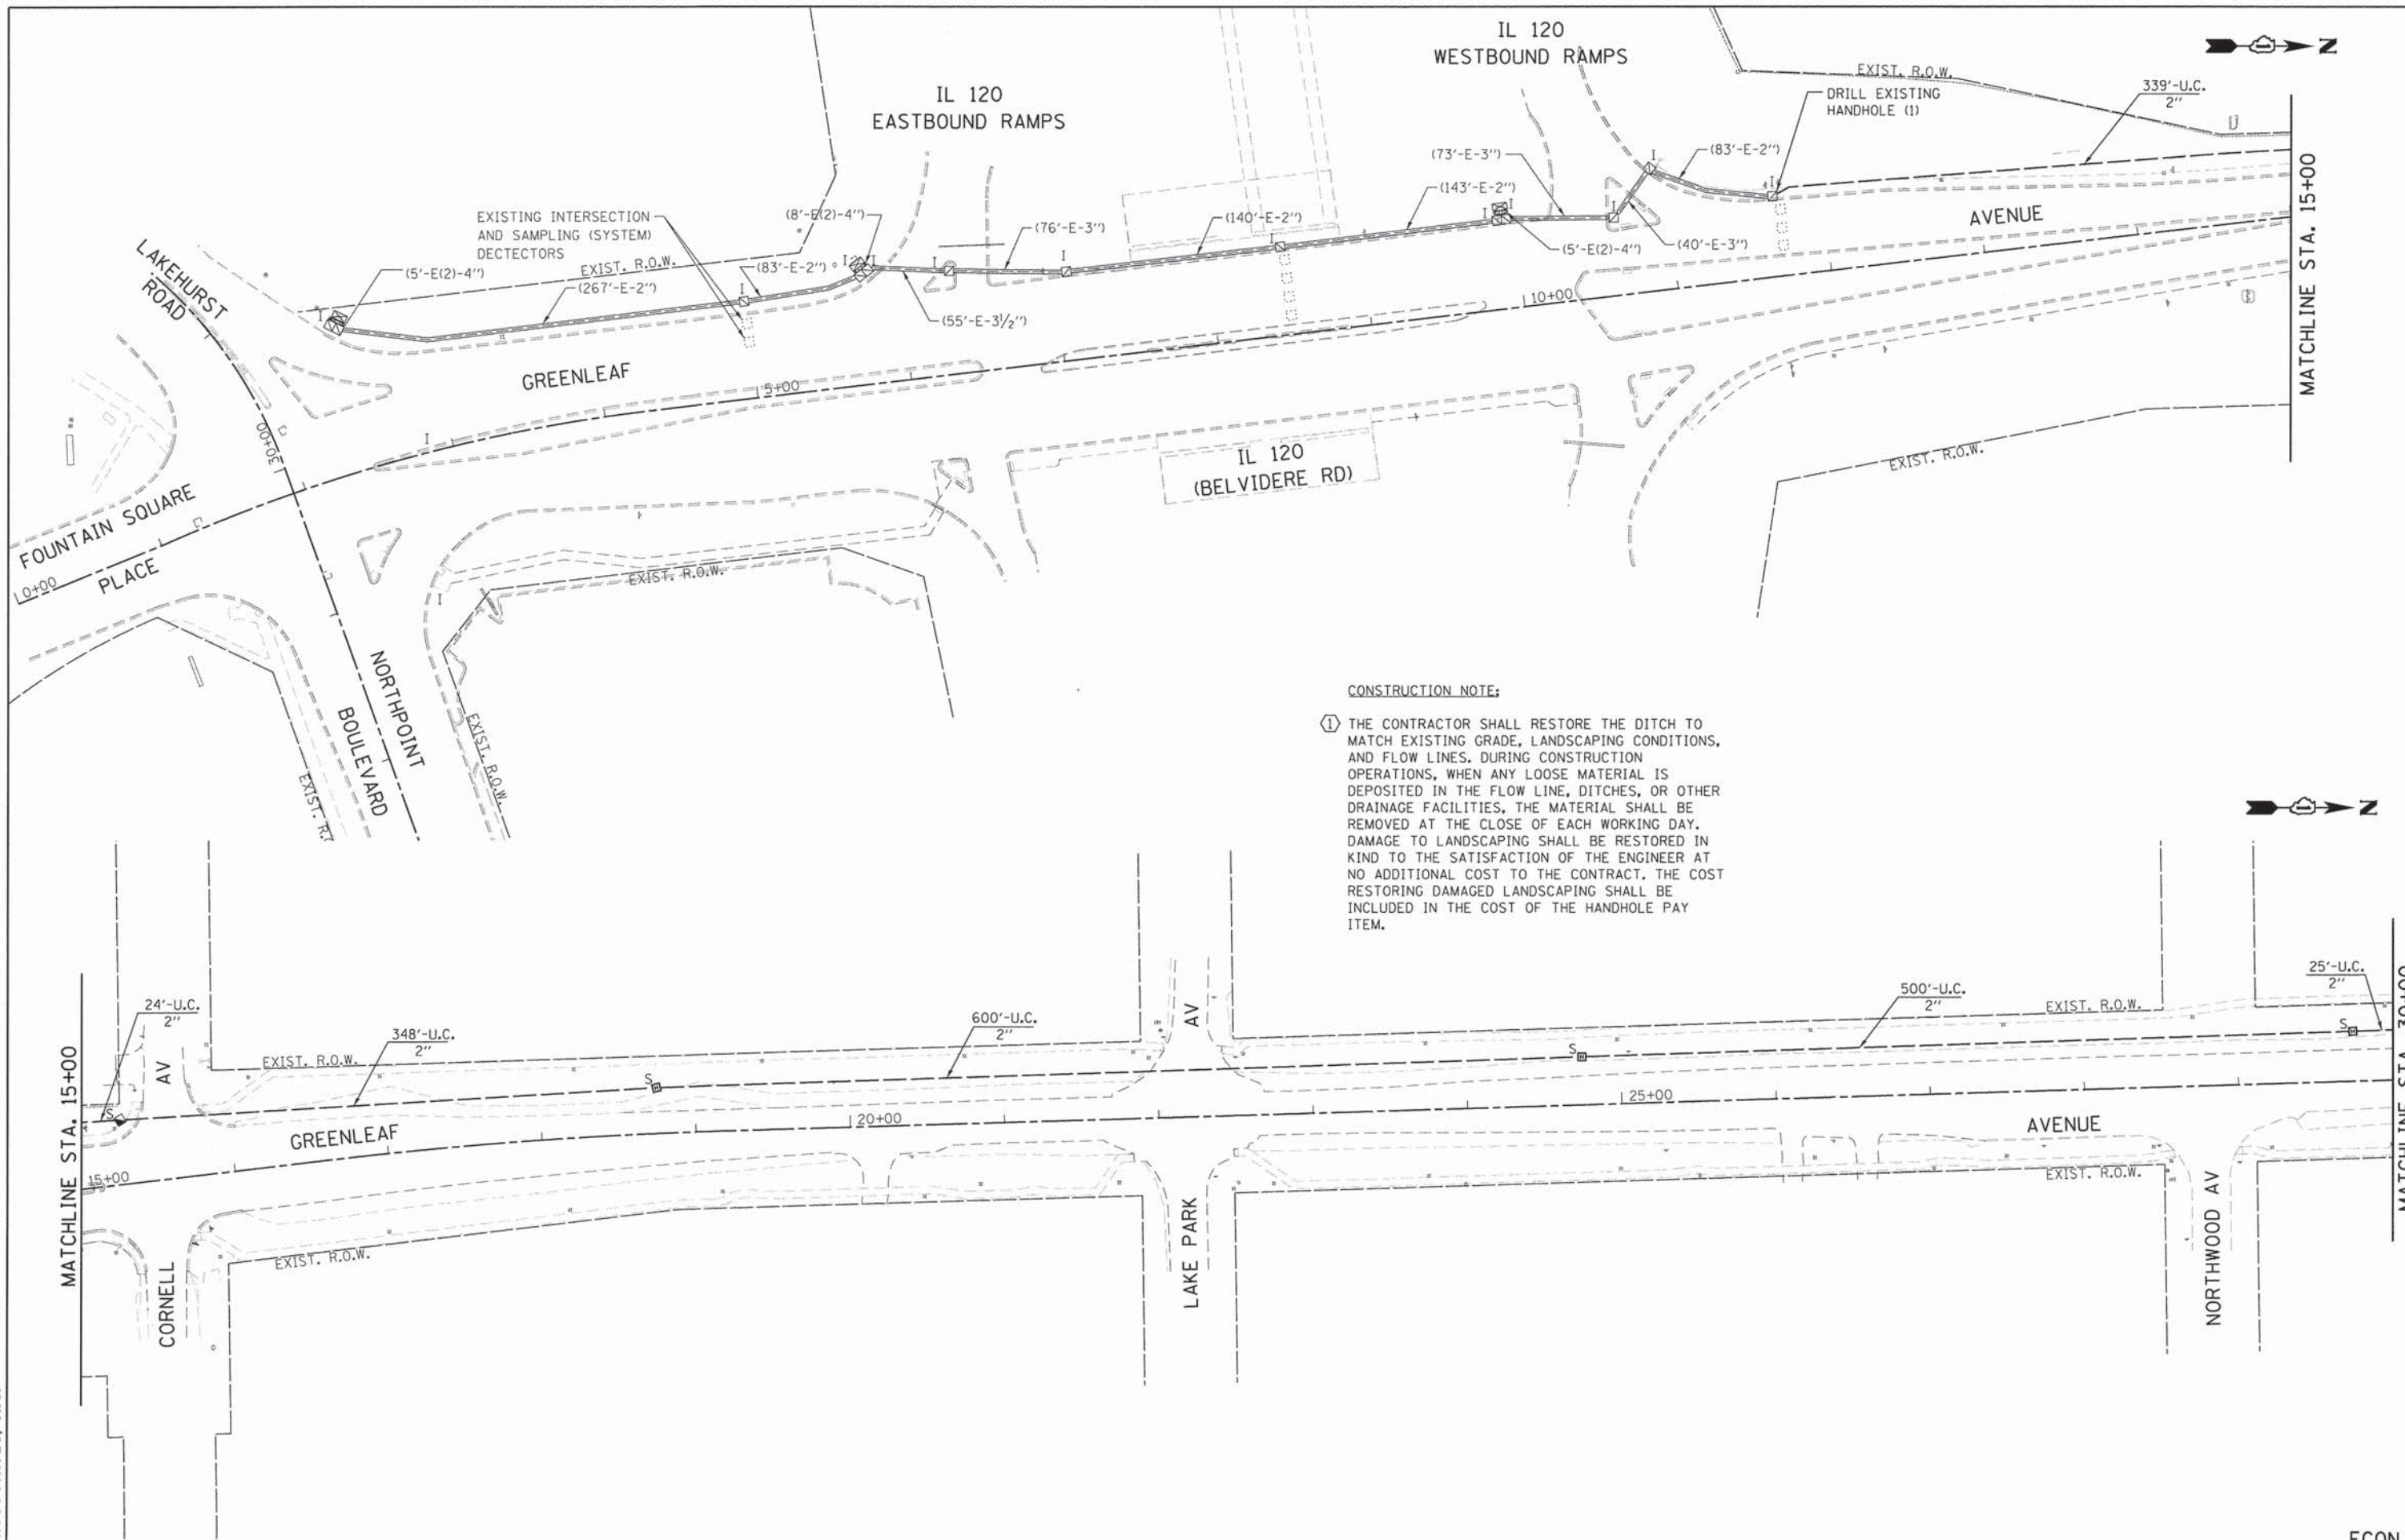 IL 120
WESTBOUND RAMPS
N
EXIST. R.O.W.
339'-U.C.
2"
DRILL EXISTING
HANDHOLE (1)
IL 120
EASTBOUND RAMPS
(73'-E-3")
(83'-E-2")
(143'-E-2")
I
I
I
I
I
MATCHLINE STA. 15+00
AVENUE
EXISTING INTERSECTION
AND SAMPLING (SYSTEM)
DECTECTORS
(8'-E(2)-4")
(76'-E-3")
(140'-E-2")
(5'-E(2)-4")
(40'-E-3")
LAKEHURST
ROAD
(5'-E(2)-4")
EXIST. R.O.W.
(83'-E-2")
(267'-E-2")
(55'-E-3½")
I
I
I
I
I
I
10+00
GREENLEAF
5+00
I
30+00
IL 120
(BELVIDERE RD)
EXIST. R.O.W.
FOUNTAIN SQUARE
PLACE
0+00
EXIST. R.O.W.
I
NORTHPOINT
BOULEVARD
EXIST. R.O.W.
EXIST. R.
CONSTRUCTION NOTE:
1 THE CONTRACTOR SHALL RESTORE THE DITCH TO
MATCH EXISTING GRADE, LANDSCAPING CONDITIONS,
AND FLOW LINES. DURING CONSTRUCTION
OPERATIONS, WHEN ANY LOOSE MATERIAL IS
DEPOSITED IN THE FLOW LINE, DITCHES, OR OTHER
DRAINAGE FACILITIES, THE MATERIAL SHALL BE
REMOVED AT THE CLOSE OF EACH WORKING DAY.
DAMAGE TO LANDSCAPING SHALL BE RESTORED IN
KIND TO THE SATISFACTION OF THE ENGINEER AT
NO ADDITIONAL COST TO THE CONTRACT. THE COST
RESTORING DAMAGED LANDSCAPING SHALL BE
INCLUDED IN THE COST OF THE HANDHOLE PAY
ITEM.
N
24'-U.C.
2"
348'-U.C.
2"
600'-U.C.
2"
500'-U.C.
2"
25'-U.C.
2"
EXIST. R.O.W.
EXIST. R.O.W.
AV
AV
S
S
S
S
MATCHLINE STA. 15+00
15+00
GREENLEAF
20+00
25+00
AVENUE
MATCHLINE STA. 30+00
EXIST. R.O.W.
EXIST. R.O.W.
CORNELL
LAKE PARK
NORTHWOOD AV
ECON